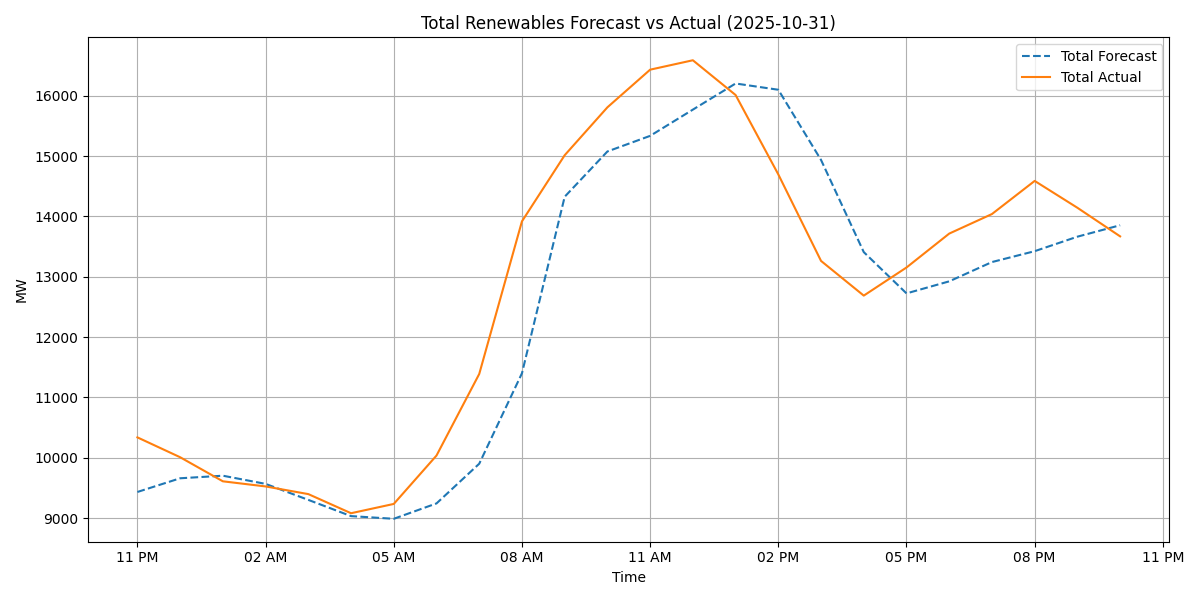 Total Renewables Forecast vs Actual (2025-10-31)
Total Forecast
Total Actual
16000
15000
14000
13000
12000
11000
10000
9000
MW
11 PM 02 AM 05 AM 08 AM 11 AM 02 PM 05 PM 08 PM 11 PM
Time